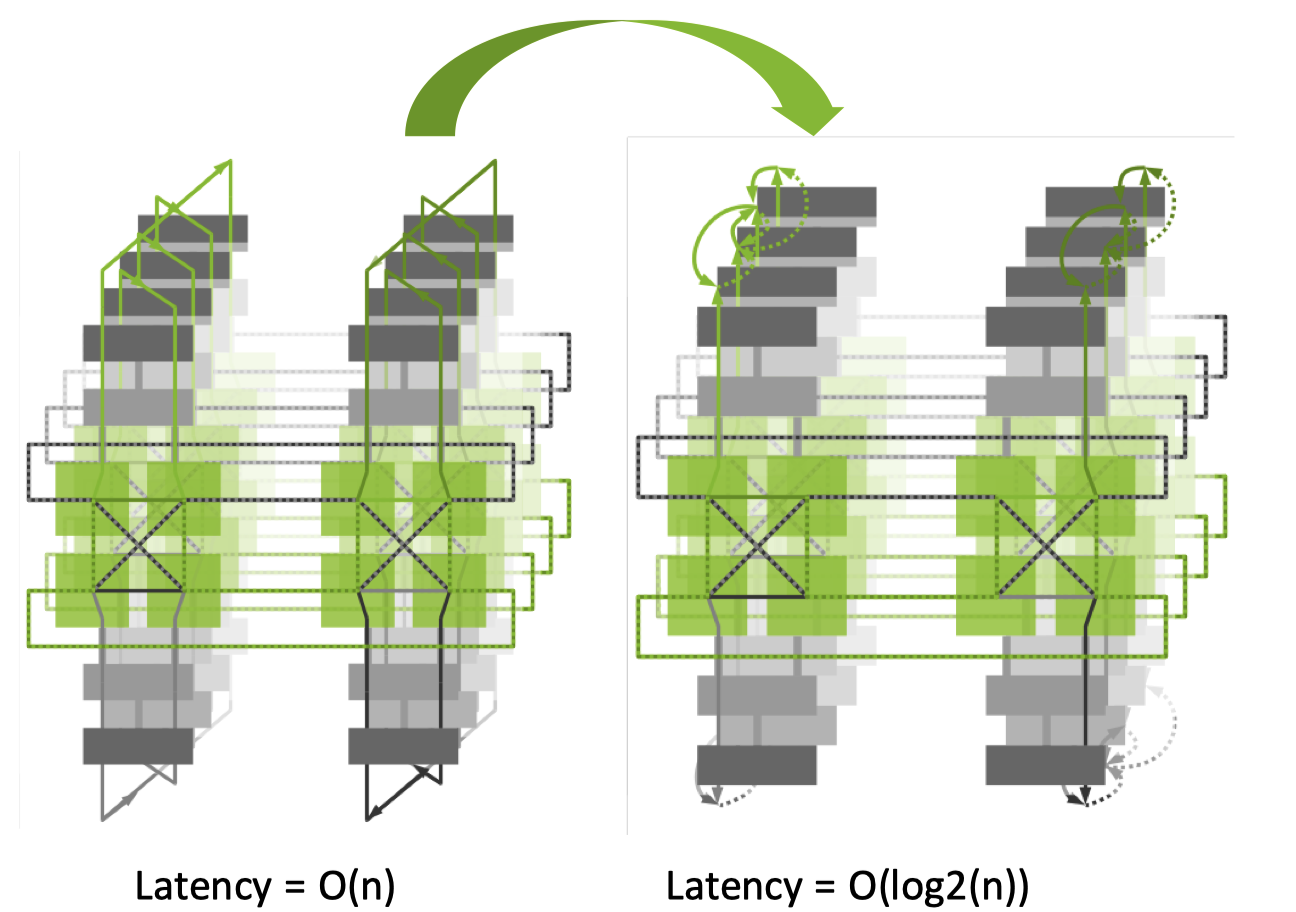 Latency = O(n)
Latency = O(log2(n))